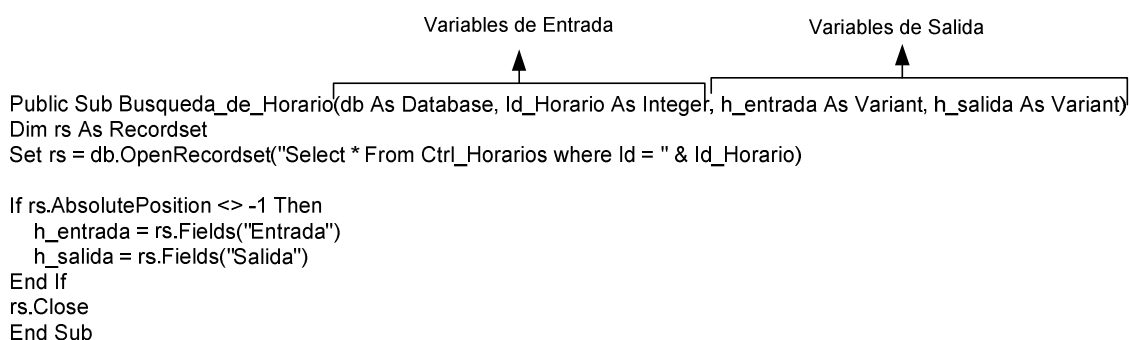 Variables de Entrada Variables de Salida
Public Sub Busqueda_de_Horario(db As Database, Id_Horario As Integer, h_entrada As Variant, h_salida As Variant)
Dim rs As Recordset
Set rs = db.OpenRecordset("Select * From Ctrl_Horarios where Id = " & Id_Horario)
If rs.AbsolutePosition <> -1 Then
h_entrada = rs.Fields("Entrada")
h_salida = rs.Fields("Salida")
End If
rs.Close
End Sub